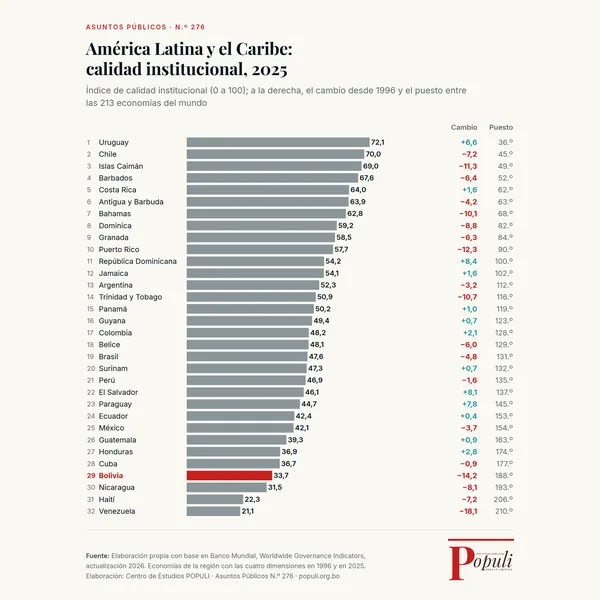 ASUNTOS PÚBLICOS · N.º 276
América Latina y el Caribe:
calidad institucional, 2025
Índice de calidad institucional (0 a 100); a la derecha, el cambio desde 1996 y el puesto entre
las 213 economías del mundo
Cambio Puesto
1 Uruguay 72,1 +6,6 36.º
2 Chile 70,0 −7,2 45.º
3 Islas Caimán 69,0 −11,3 49.º
4 Barbados 67,6 −6,4 52.º
5 Costa Rica 64,0 +1,6 62.º
6 Antigua y Barbuda 63,9 −4,2 63.º
7 Bahamas 62,8 −10,1 68.º
8 Dominica 59,2 −8,8 82.º
9 Granada 58,5 −6,3 84.º
10 Puerto Rico 57,7 −12,3 90.º
11 República Dominicana 54,2 +8,4 100.º
12 Jamaica 54,1 +1,6 102.º
13 Argentina 52,3 −3,2 112.º
14 Trinidad y Tobago 50,9 −10,7 116.º
15 Panamá 50,2 +1,0 119.º
16 Guyana 49,4 +0,7 123.º
17 Colombia 48,2 +2,1 128.º
18 Belice 48,1 −6,0 129.º
19 Brasil 47,6 −4,8 131.º
20 Surinam 47,3 +0,7 132.º
21 Perú 46,9 −1,6 135.º
22 El Salvador 46,1 +8,1 137.º
23 Paraguay 44,7 +7,8 145.º
24 Ecuador 42,4 +0,4 153.º
25 México 42,1 −3,7 154.º
26 Guatemala 39,3 +0,9 163.º
27 Honduras 36,9 +2,8 174.º
28 Cuba 36,7 −0,9 177.º
29 Bolivia 33,7 −14,2 188.º
30 Nicaragua 31,5 −8,1 193.º
31 Haití 22,3 −7,2 206.º
32 Venezuela 21,1 −18,1 210.º
Fuente: Elaboración propia con base en Banco Mundial, Worldwide Governance Indicators,
actualización 2026. Economías de la región con las cuatro dimensiones en 1996 y en 2025.
Elaboración: Centro de Estudios POPULI · Asuntos Públicos N.º 276 · populi.org.bo
Populi